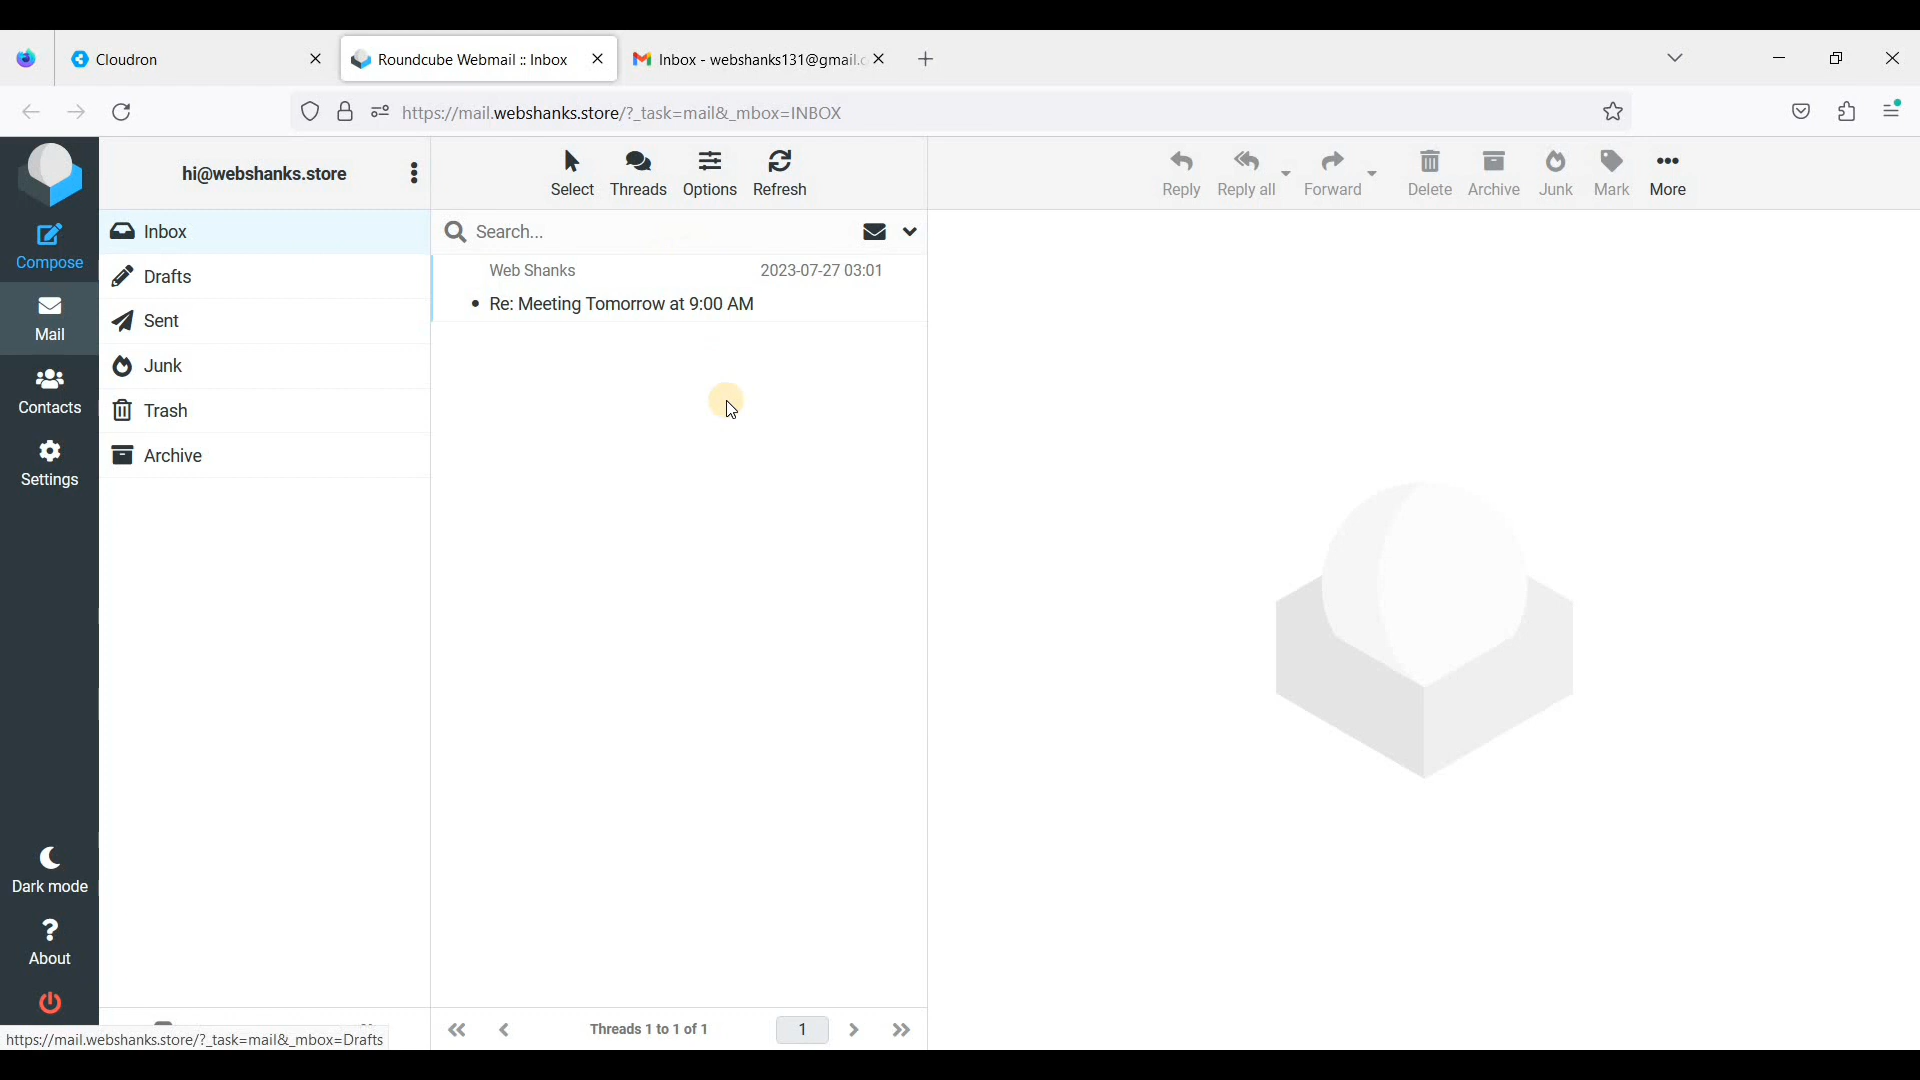 Cloudron
Roundcube Webmail :: Inbox
Inbox - webshanks131@gmail.c
https://mail.webshanks.store/?_task=mail&_mbox=INBOX
hi@webshanks.store
Select
Threads
Options
Refresh
Reply
Reply all
Forward
Delete
Archive
Junk
Mark
More
Compose
Mail
Contacts
Settings
Dark mode
? About
Inbox
Drafts
Sent
Junk
Trash
Archive
Search...
Web Shanks 2023-07-27 03:01
• Re: Meeting Tomorrow at 9:00 AM
Threads 1 to 1 of 1
1
https://mail.webshanks.store/?_task=mail&_mbox=Drafts